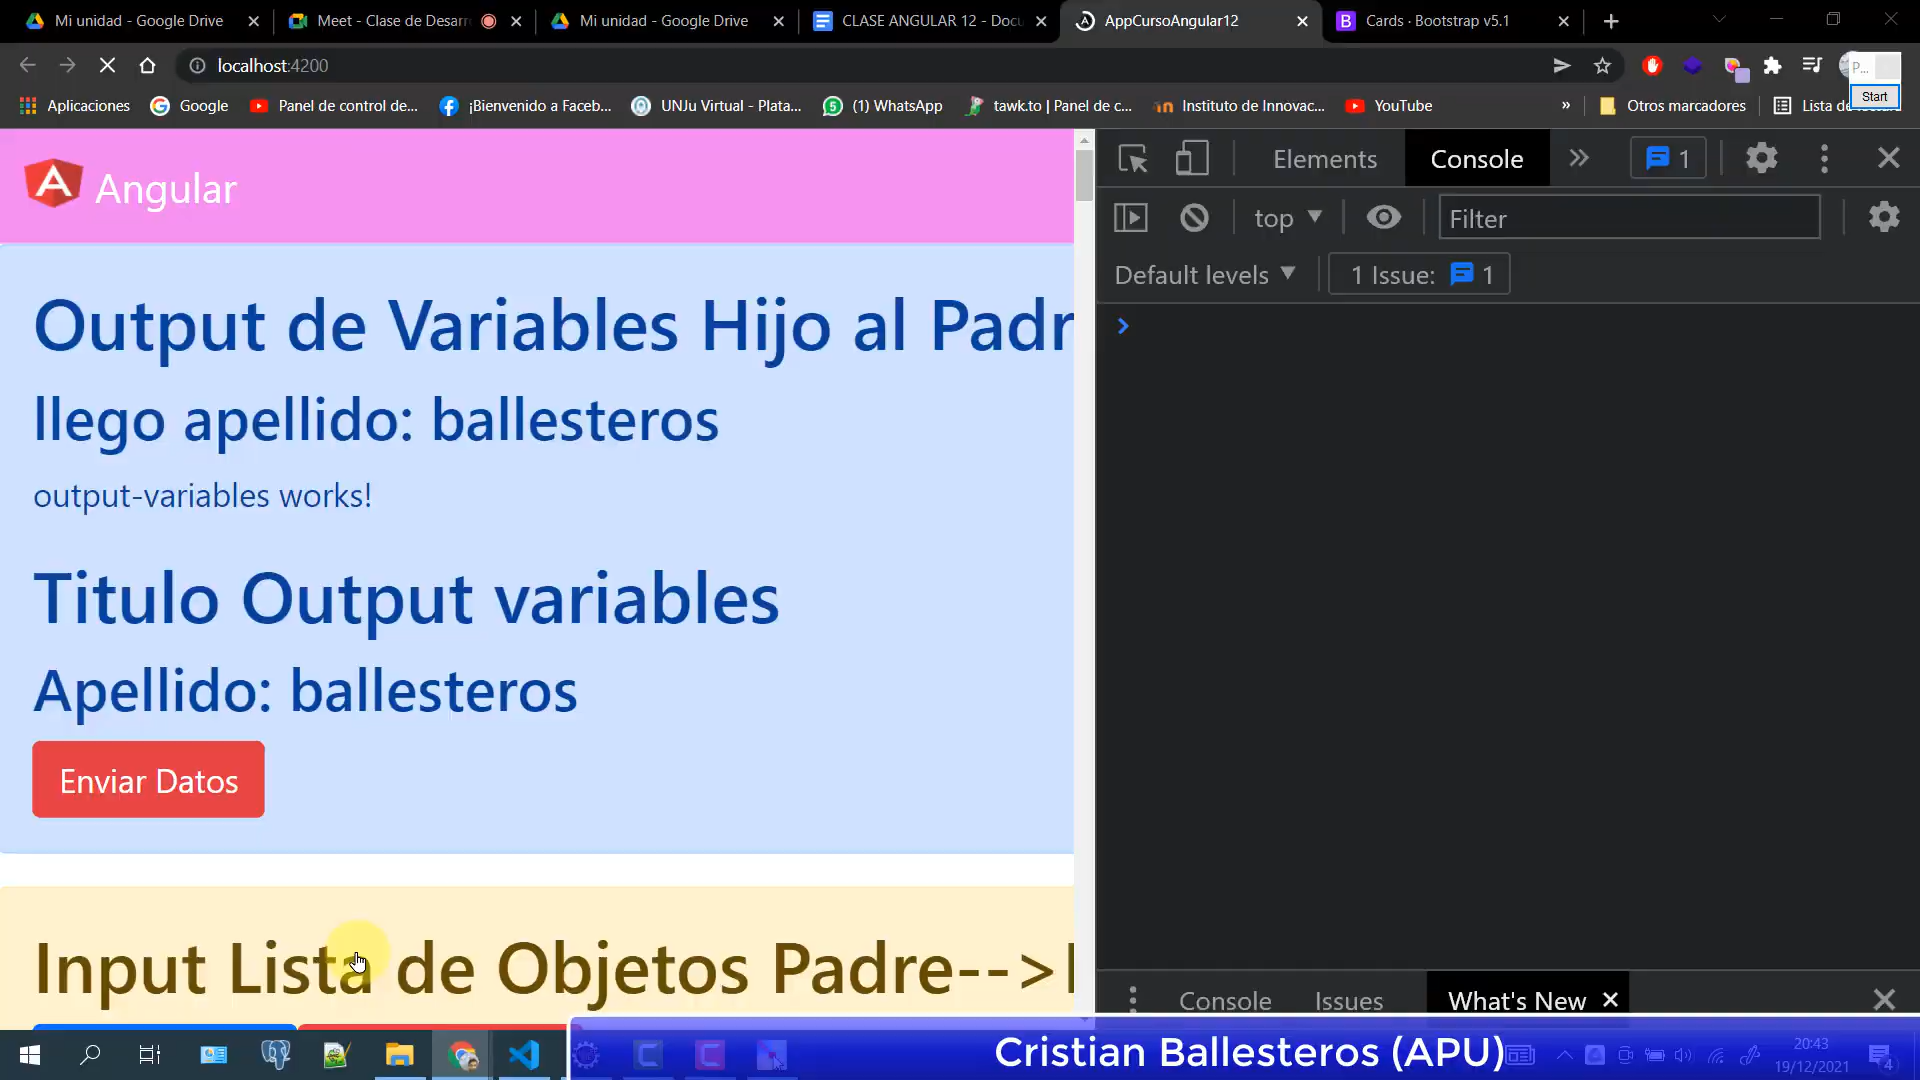 Mi unidad - Google Drive
Meet - Clase de Desarr
Mi unidad - Google Drive
CLASE ANGULAR 12 - Docu
AppCursoAngular12
Cards · Bootstrap v5.1
localhost:4200
P...
Start
Aplicaciones
Google
Panel de control de...
¡Bienvenido a Faceb...
UNJu Virtual - Plata...
(1) WhatsApp
tawk.to | Panel de c...
Instituto de Innovac...
YouTube
»
Otros marcadores
Lista de
Angular
Output de Variables Hijo al Padr
llego apellido: ballesteros
output-variables works!
Titulo Output variables
Apellido: ballesteros
Enviar Datos
Input Lista de Objetos Padre-->
Elements
Console
1
top
Filter
Default levels
1 Issue: 1
Console
Issues
What's New
Cristian Ballesteros (APU)
20:43
19/12/2021
4